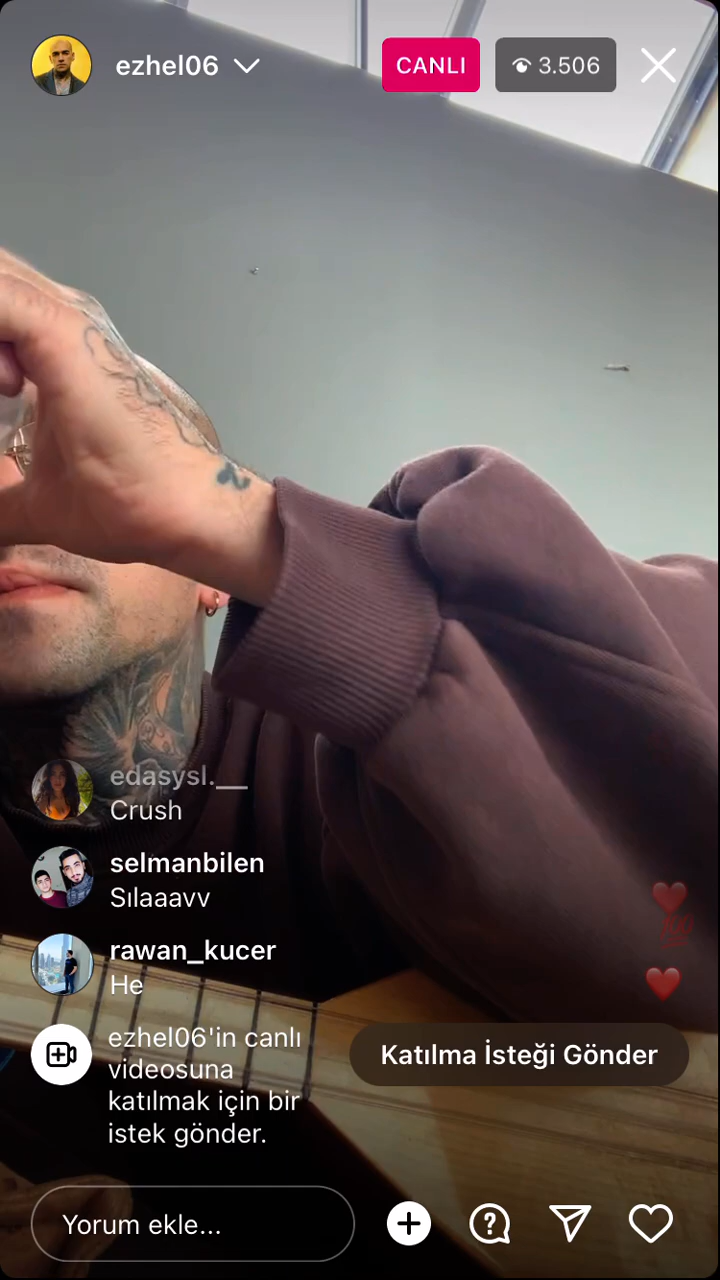 ezhel06
CANLI
3.506
edasysl.__
Crush
selmanbilen
Sılaaavv
rawan_kucer
He
ezhel06'in canlı
videosuna
katılmak için bir
istek gönder.
Katılma İsteği Gönder
Yorum ekle...